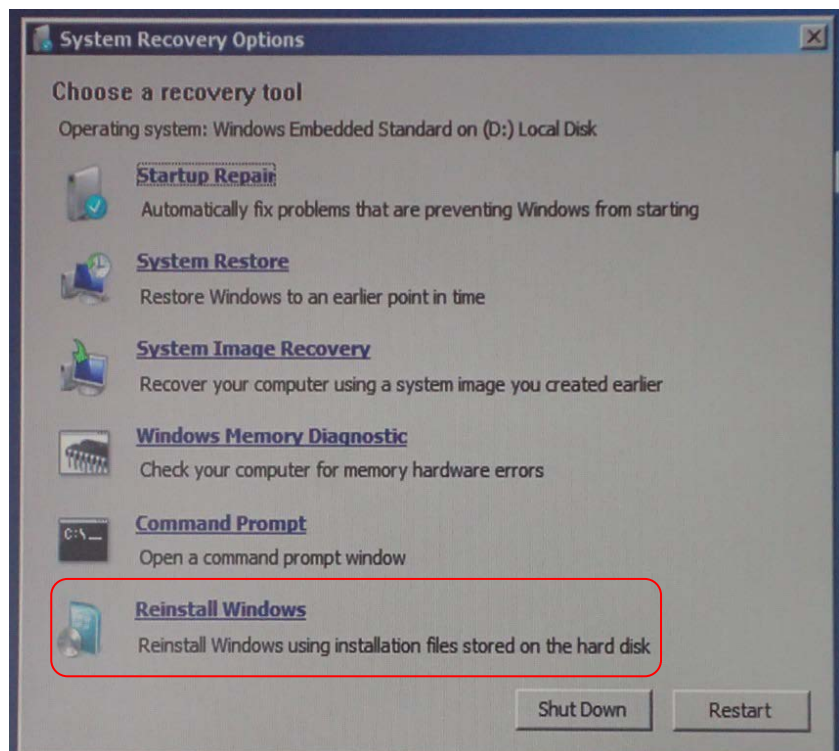 System Recovery Options
Choose a recovery tool
Operating system: Windows Embedded Standard on (D:) Local Disk
Startup Repair
Automatically fix problems that are preventing Windows from starting
System Restore
Restore Windows to an earlier point in time
System Image Recovery
Recover your computer using a system image you created earlier
Windows Memory Diagnostic
Check your computer for memory hardware errors
C:\_
Command Prompt
Open a command prompt window
Reinstall Windows
Reinstall Windows using installation files stored on the hard disk
Shut Down Restart